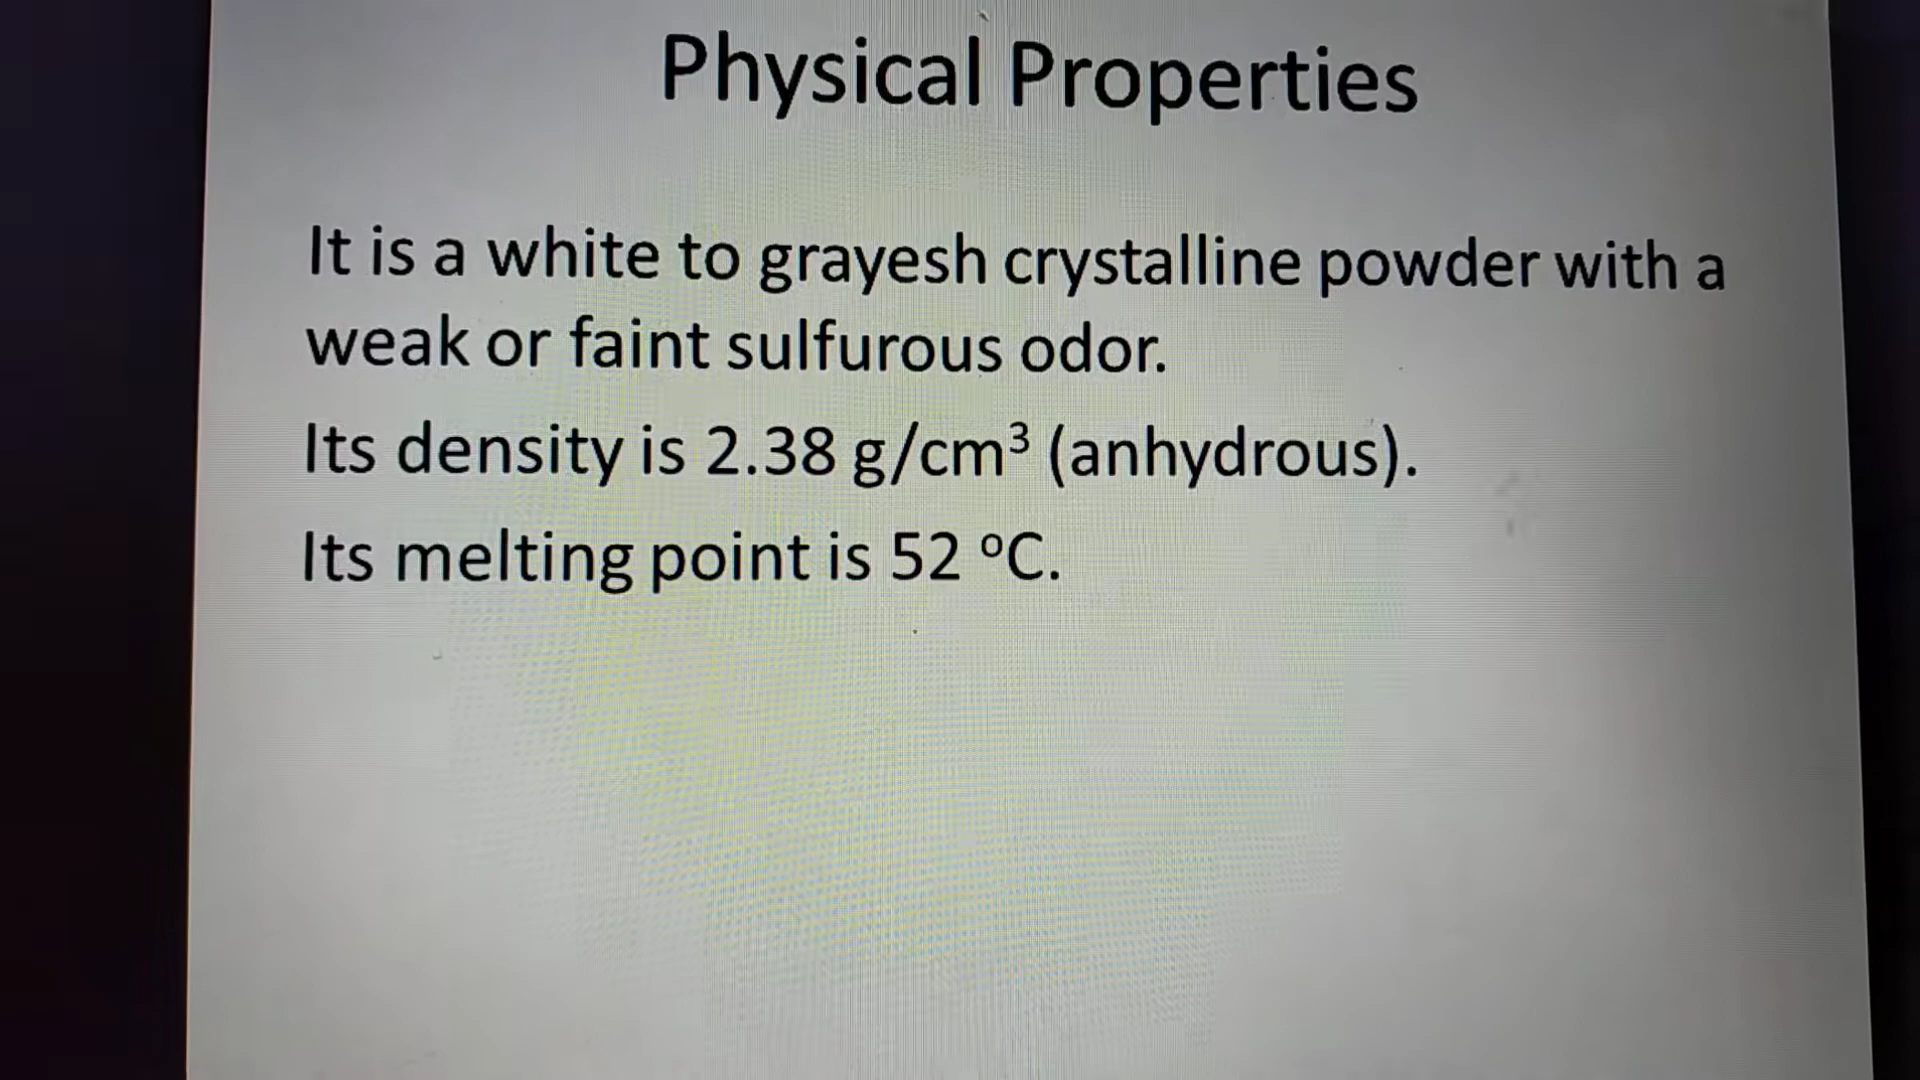 Physical Properties
It is a white to grayesh crystalline powder with a
weak or faint sulfurous odor.
Its density is 2.38 g/cm³ (anhydrous).
Its melting point is 52 ºC.